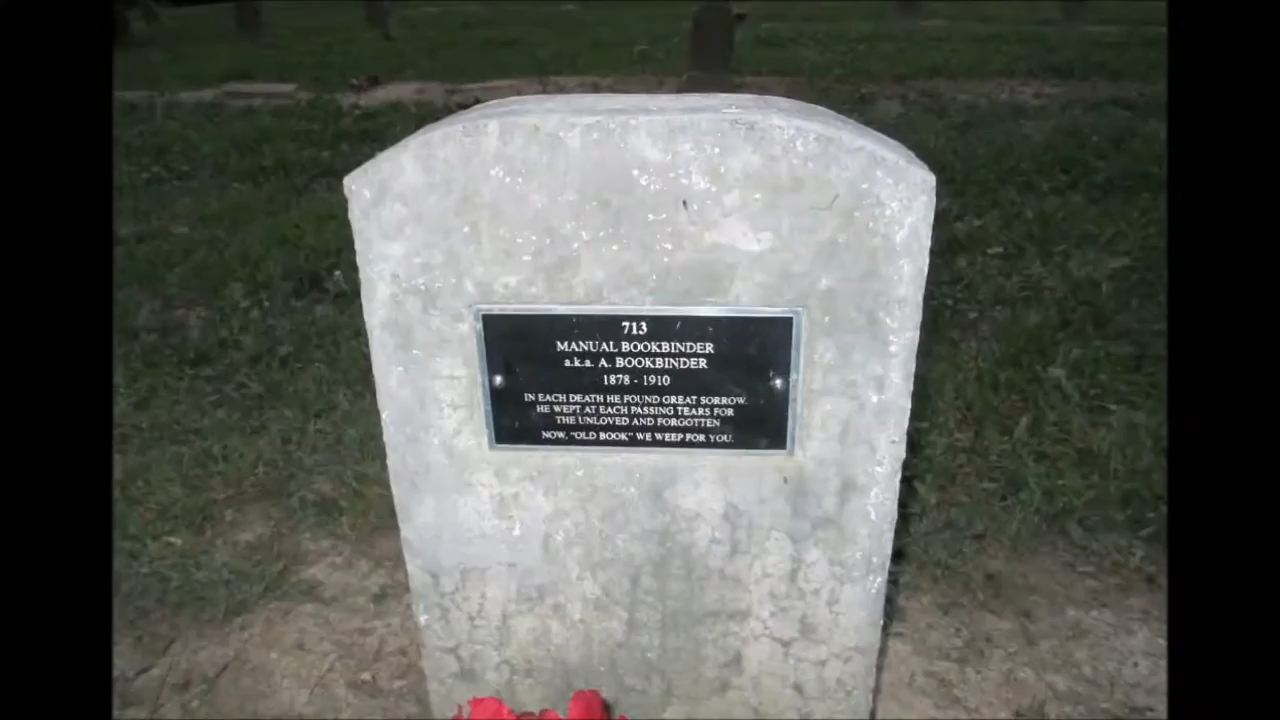 713
MANUAL BOOKBINDER
a.k.a. A. BOOKBINDER
1878 - 1910
IN EACH DEATH HE FOUND GREAT SORROW.
HE WEPT AT EACH PASSING TEARS FOR
THE UNLOVED AND FORGOTTEN
NOW, "OLD BOOK" WE WEEP FOR YOU.